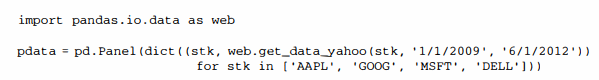 import pandas.io.data as web
pdata = pd.Panel(dict((stk, web.get_data_yahoo(stk, '1/1/2009', '6/1/2012'))
for stk in ['AAPL', 'GOOG', 'MSFT', 'DELL']))